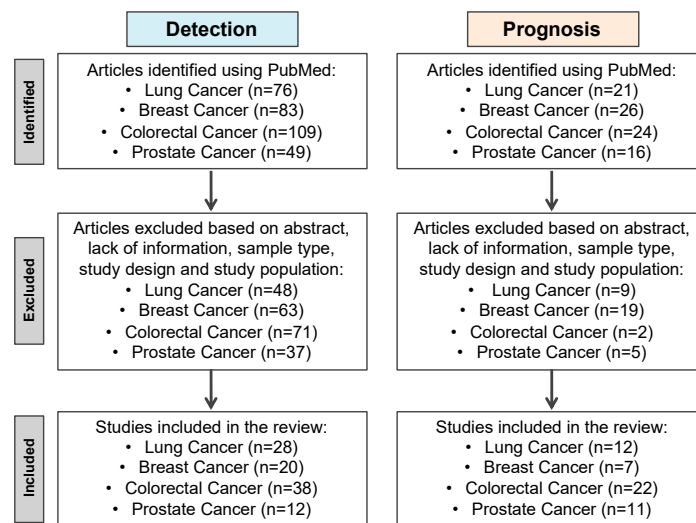 Detection
Prognosis
Identified
Articles identified using PubMed:
• Lung Cancer (n=76)
• Breast Cancer (n=83)
• Colorectal Cancer (n=109)
• Prostate Cancer (n=49)
Articles identified using PubMed:
• Lung Cancer (n=21)
• Breast Cancer (n=26)
• Colorectal Cancer (n=24)
• Prostate Cancer (n=16)
Excluded
Articles excluded based on abstract,
lack of information, sample type,
study design and study population:
• Lung Cancer (n=48)
• Breast Cancer (n=63)
• Colorectal Cancer (n=71)
• Prostate Cancer (n=37)
Articles excluded based on abstract,
lack of information, sample type,
study design and study population:
• Lung Cancer (n=9)
• Breast Cancer (n=19)
• Colorectal Cancer (n=2)
• Prostate Cancer (n=5)
Included
Studies included in the review:
• Lung Cancer (n=28)
• Breast Cancer (n=20)
• Colorectal Cancer (n=38)
• Prostate Cancer (n=12)
Studies included in the review:
• Lung Cancer (n=12)
• Breast Cancer (n=7)
• Colorectal Cancer (n=22)
• Prostate Cancer (n=11)